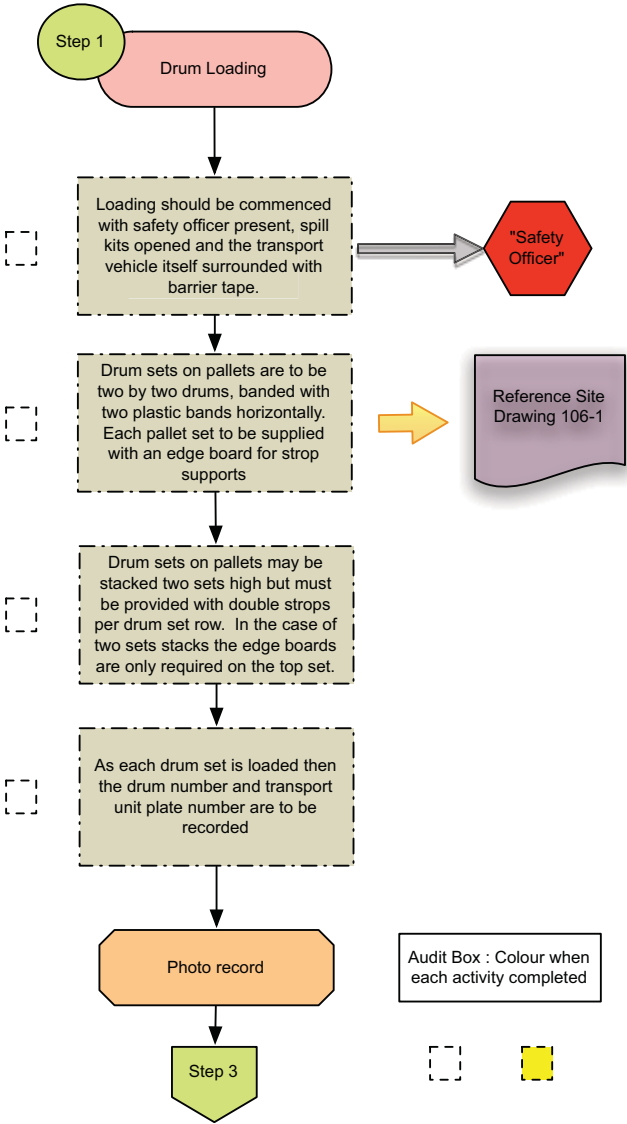 Step 1
Drum Loading
Loading should be commenced
with safety officer present, spill
kits opened and the transport
vehicle itself surrounded with
barrier tape.
"Safety
Officer"
Drum sets on pallets are to be
two by two drums, banded with
two plastic bands horizontally.
Each pallet set to be supplied
with an edge board for strop
supports
Reference Site
Drawing 106-1
Drum sets on pallets may be
stacked two sets high but must
be provided with double strops
per drum set row.  In the case of
two sets stacks the edge boards
are only required on the top set.
As each drum set is loaded then
the drum number and transport
unit plate number are to be
recorded
Photo record
Audit Box : Colour when
each activity completed
Step 3